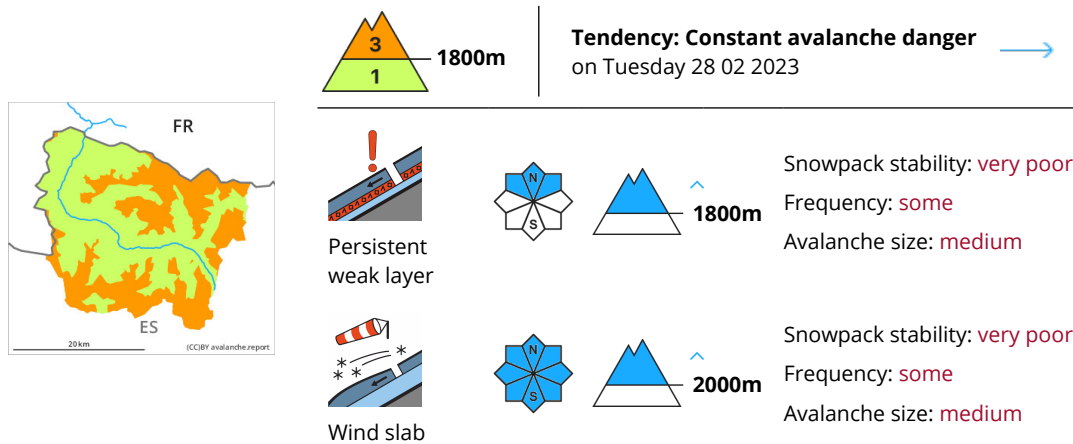 3
1
1800m
Tendency: Constant avalanche danger
on Tuesday 28 02 2023
FR
ES
20 km
(CC)BY avalanche.report
Persistent
weak layer
N
S
1800m
Snowpack stability: very poor
Frequency: some
Avalanche size: medium
Wind slab
N
S
2000m
Snowpack stability: very poor
Frequency: some
Avalanche size: medium